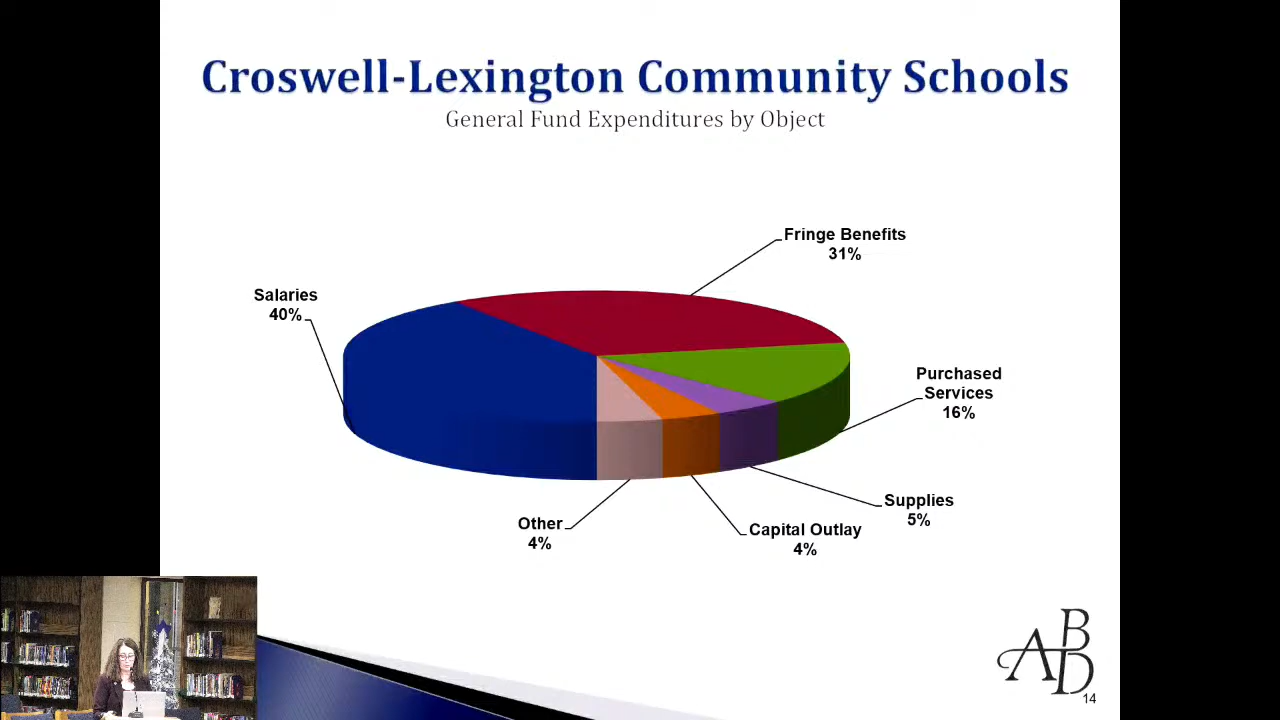 Croswell-Lexington Community Schools
General Fund Expenditures by Object
Fringe Benefits
31%
Salaries
40%
Purchased
Services
16%
Supplies
5%
Other
4%
Capital Outlay
4%
ABD
14